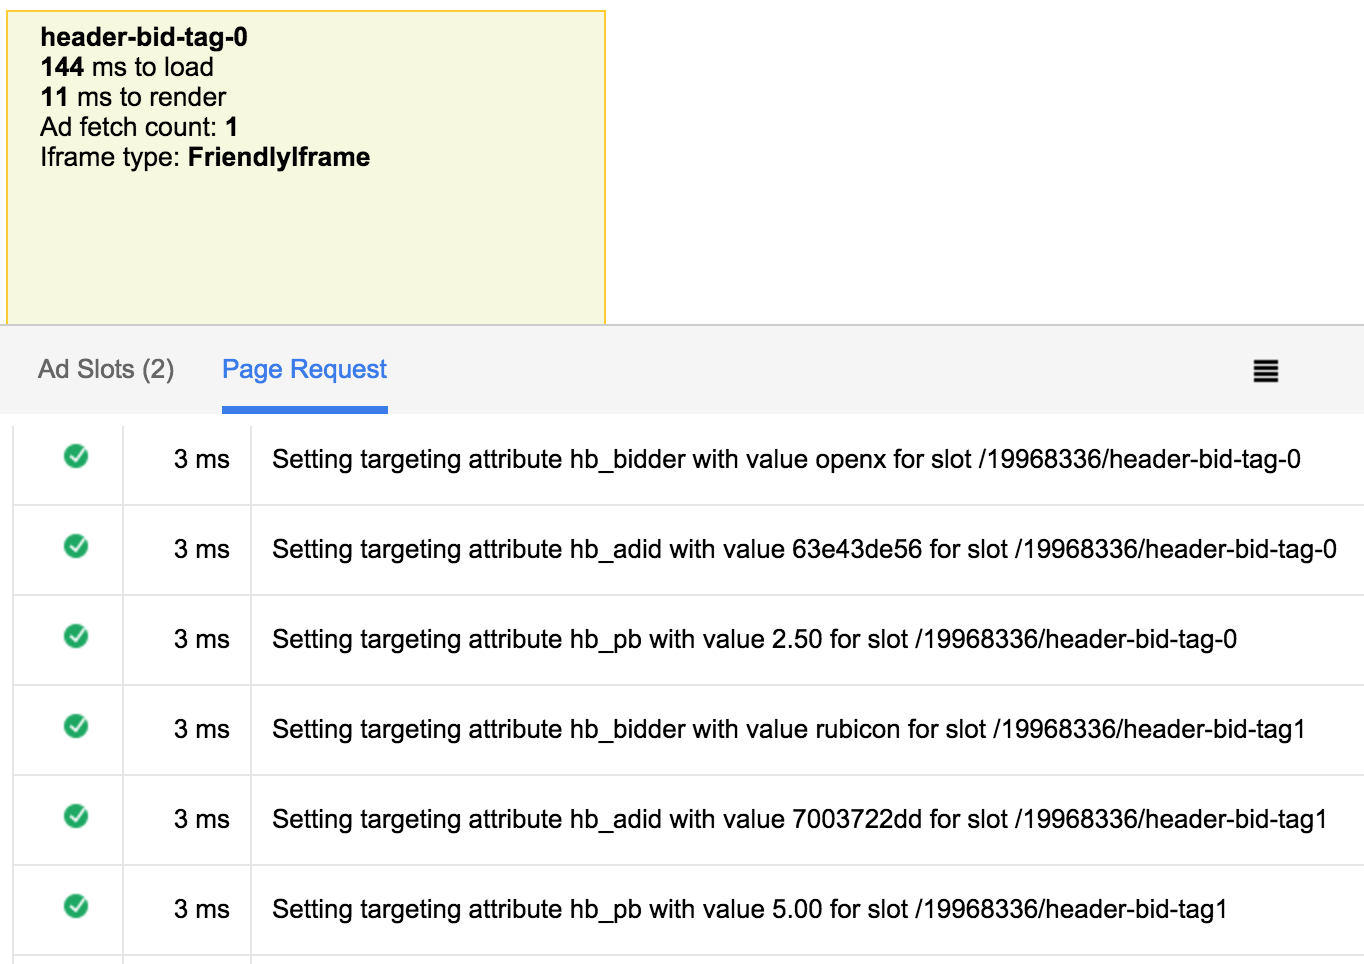 header-bid-tag-0
144 ms to load
11 ms to render
Ad fetch count: 1
Iframe type: FriendlyIframe
Ad Slots (2) Page Request
3 ms Setting targeting attribute hb_bidder with value openx for slot /19968336/header-bid-tag-0
3 ms Setting targeting attribute hb_adid with value 63e43de56 for slot /19968336/header-bid-tag-0
3 ms Setting targeting attribute hb_pb with value 2.50 for slot /19968336/header-bid-tag-0
3 ms Setting targeting attribute hb_bidder with value rubicon for slot /19968336/header-bid-tag1
3 ms Setting targeting attribute hb_adid with value 7003722dd for slot /19968336/header-bid-tag1
3 ms Setting targeting attribute hb_pb with value 5.00 for slot /19968336/header-bid-tag1